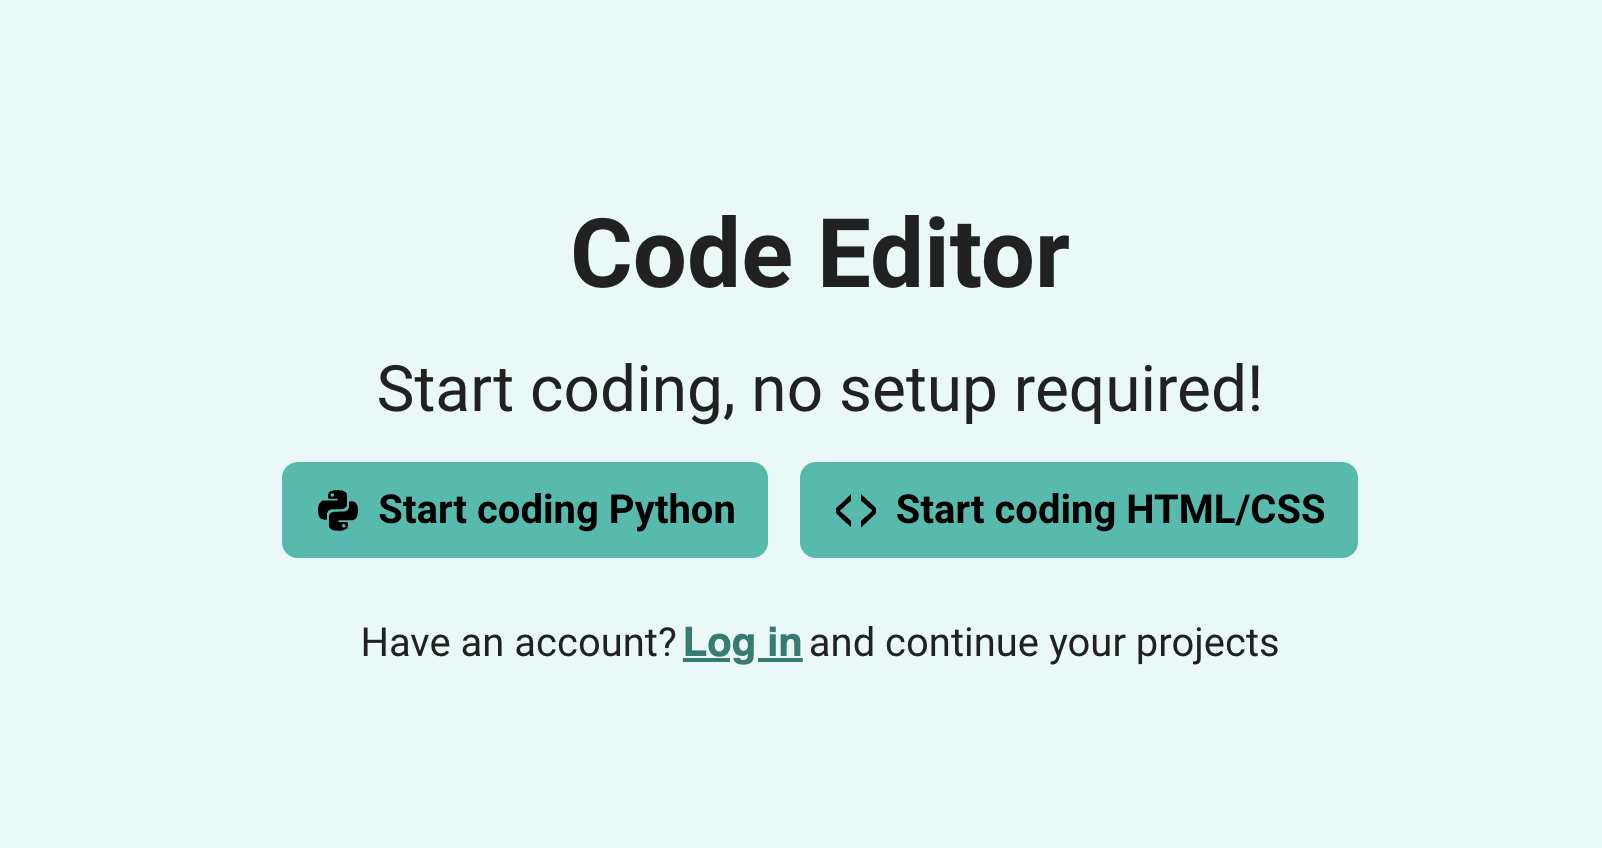 Code Editor
Start coding, no setup required!
Start coding Python
Start coding HTML/CSS
Have an account? Log in and continue your projects